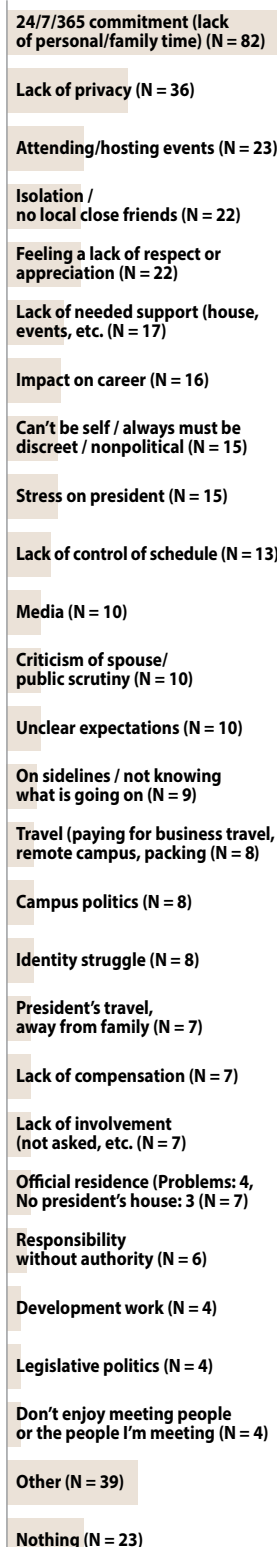 24/7/365 commitment (lack
of personal/family time) (N = 82)
Lack of privacy (N = 36)
Attending/hosting events (N = 23)
Isolation /
no local close friends (N = 22)
Feeling a lack of respect or
appreciation (N = 22)
Lack of needed support (house,
events, etc. (N = 17)
Impact on career (N = 16)
Can’t be self / always must be
discreet / nonpolitical (N = 15)
Stress on president (N = 15)
Lack of control of schedule (N = 13)
Media (N = 10)
Criticism of spouse/
public scrutiny (N = 10)
Unclear expectations (N = 10)
On sidelines / not knowing
what is going on (N = 9)
Travel (paying for business travel,
remote campus, packing (N = 8)
Campus politics (N = 8)
Identity struggle (N = 8)
President’s travel,
away from family (N = 7)
Lack of compensation (N = 7)
Lack of involvement
(not asked, etc. (N = 7)
Official residence (Problems: 4,
No president’s house: 3 (N = 7)
Responsibility
without authority (N = 6)
Development work (N = 4)
Legislative politics (N = 4)
Don’t enjoy meeting people
or the people I’m meeting (N = 4)
Other (N = 39)
Nothing (N = 23)